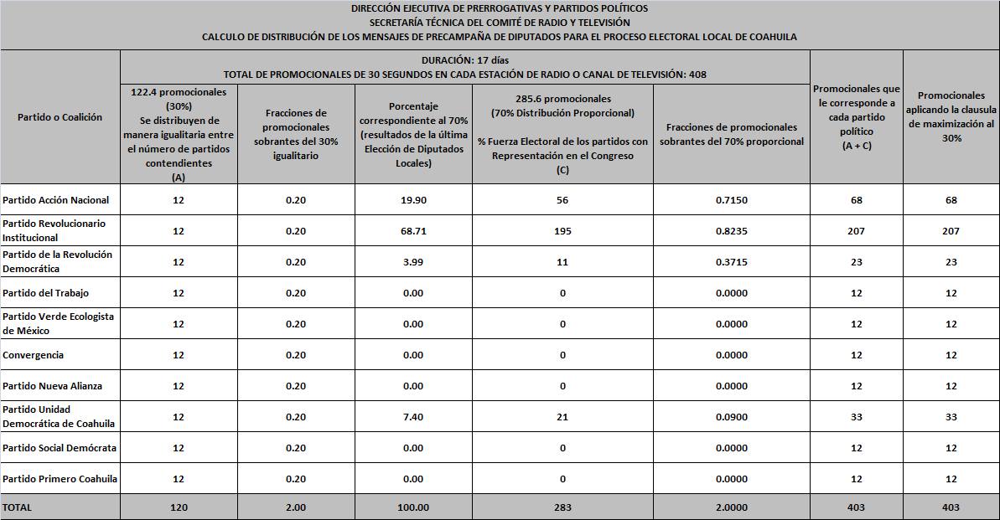 DIRECCIÓN EJECUTIVA DE PRERROGATIVAS Y PARTIDOS POLÍTICOS
SECRETARÍA TÉCNICA DEL COMITÉ DE RADIO Y TELEVISIÓN
CALCULO DE DISTRIBUCIÓN DE LOS MENSAJES DE PRECAMPAÑA DE DIPUTADOS PARA EL PROCESO ELECTORAL LOCAL DE COAHUILA
Partido o Coalición
DURACIÓN: 17 días
TOTAL DE PROMOCIONALES DE 30 SEGUNDOS EN CADA ESTACIÓN DE RADIO O CANAL DE TELEVISIÓN: 408
122.4 promocionales
(30%)
Se distribuyen de
manera igualitaria entre
el número de partidos
contendientes
(A)
Fracciones de
promocionales
sobrantes del 30%
igualitario
Porcentaje
correspondiente al 70%
(resultados de la última
Elección de Diputados
Locales)
285.6 promocionales
(70% Distribución Proporcional)
% Fuerza Electoral de los partidos con
Representación en el Congreso
(C)
Fracciones de promocionales
sobrantes del 70% proporcional
Promocionales que
le corresponde a
cada partido
político
(A + C)
Promocionales
aplicando la clausula
de maximización al
30%
Partido Acción Nacional 12 0.20 19.90 56 0.7150 68 68
Partido Revolucionario
Institucional 12 0.20 68.71 195 0.8235 207 207
Partido de la Revolución
Democrática 12 0.20 3.99 11 0.3715 23 23
Partido del Trabajo 12 0.20 0.00 0 0.0000 12 12
Partido Verde Ecologista
de México 12 0.20 0.00 0 0.0000 12 12
Convergencia 12 0.20 0.00 0 0.0000 12 12
Partido Nueva Alianza 12 0.20 0.00 0 0.0000 12 12
Partido Unidad
Democrática de Coahuila 12 0.20 7.40 21 0.0900 33 33
Partido Social Demócrata 12 0.20 0.00 0 0.0000 12 12
Partido Primero Coahuila 12 0.20 0.00 0 0.0000 12 12
TOTAL 120 2.00 100.00 283 2.0000 403 403